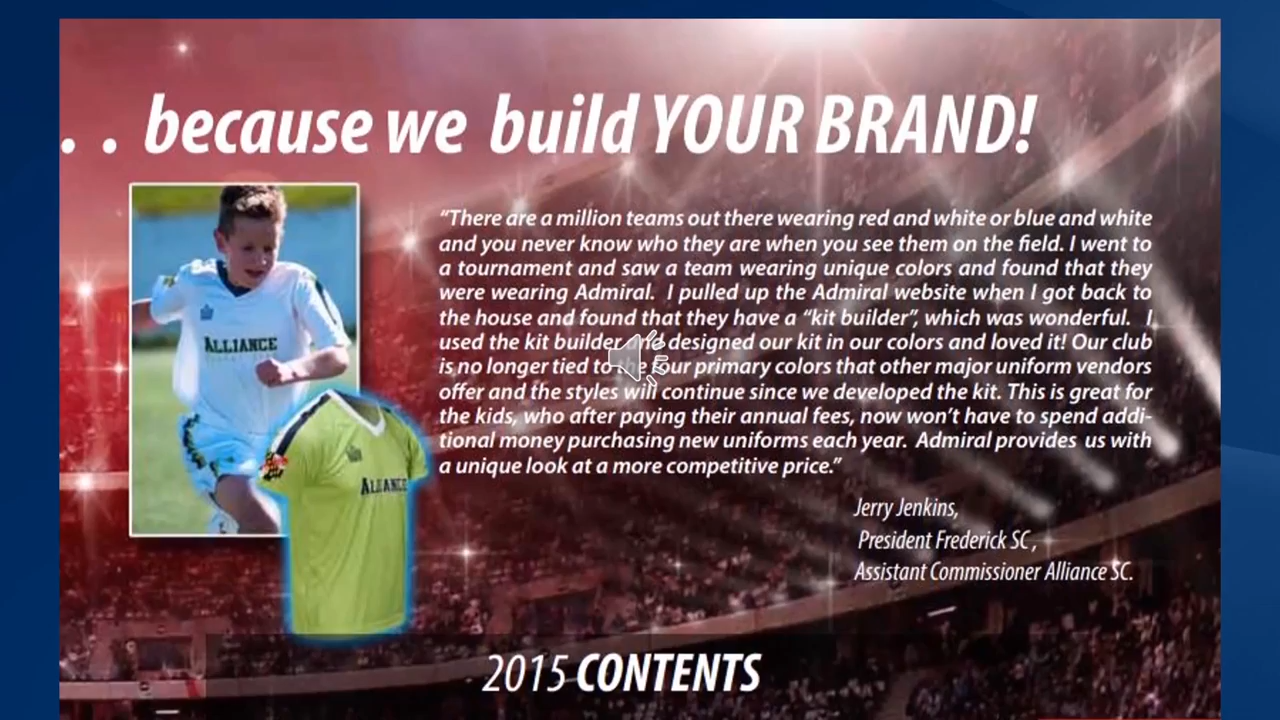 . . because we build YOUR BRAND!
“There are a million teams out there wearing red and white or blue and white
and you never know who they are when you see them on the field. I went to
a tournament and saw a team wearing unique colors and found that they
were wearing Admiral. I pulled up the Admiral website when I got back to
the house and found that they have a “kit builder”, which was wonderful. I
used the kit builder and designed our kit in our colors and loved it! Our club
is no longer tied to the four primary colors that other major uniform vendors
offer and the styles will continue since we developed the kit. This is great for
the kids, who after paying their annual fees, now won’t have to spend addi-
tional money purchasing new uniforms each year. Admiral provides us with
a unique look at a more competitive price.”
ALLIANCE
ALLIANCE
Jerry Jenkins,
President Frederick SC,
Assistant Commissioner Alliance SC.
2015 CONTENTS